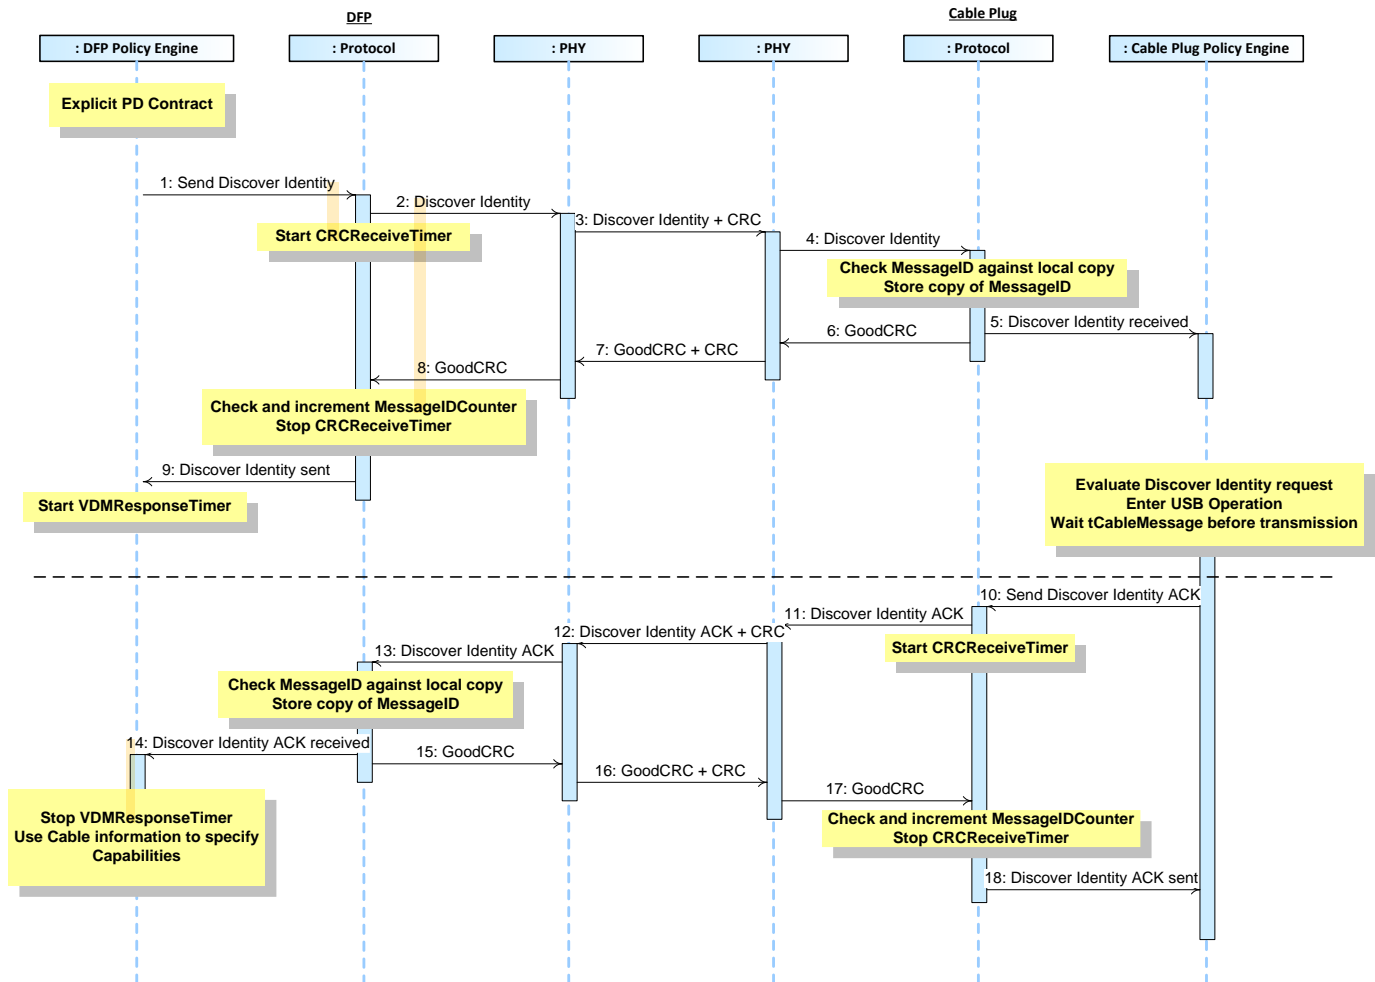 DFP
Cable Plug
: DFP Policy Engine
: Protocol
: PHY
: PHY
: Protocol
: Cable Plug Policy Engine
Explicit PD Contract
1: Send Discover Identity
2: Discover Identity
3: Discover Identity + CRC
Start CRCReceiveTimer
4: Discover Identity
Check MessageID against local copy
Store copy of MessageID
5: Discover Identity received
6: GoodCRC
7: GoodCRC + CRC
8: GoodCRC
Check and increment MessageIDCounter
Stop CRCReceiveTimer
9: Discover Identity sent
Start VDMResponseTimer
Evaluate Discover Identity request
Enter USB Operation
Wait tCableMessage before transmission
10: Send Discover Identity ACK
11: Discover Identity ACK
Start CRCReceiveTimer
12: Discover Identity ACK + CRC
13: Discover Identity ACK
Check MessageID against local copy
Store copy of MessageID
14: Discover Identity ACK received
15: GoodCRC
16: GoodCRC + CRC
17: GoodCRC
Stop VDMResponseTimer
Use Cable information to specify
Capabilities
Check and increment MessageIDCounter
Stop CRCReceiveTimer
18: Discover Identity ACK sent